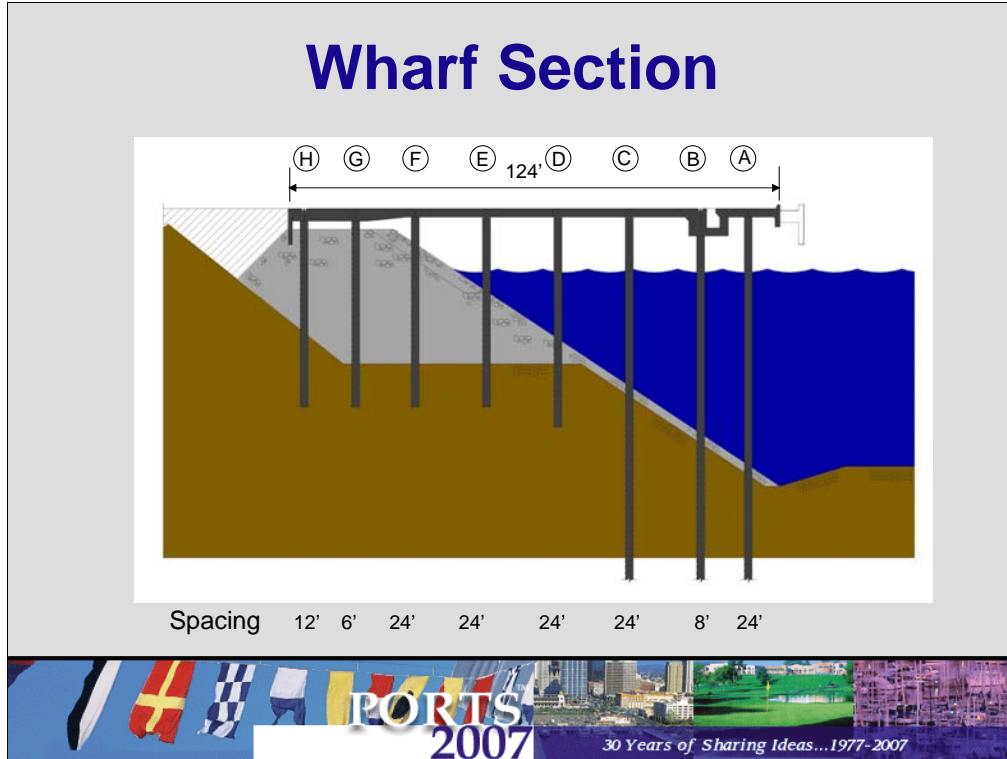 Wharf Section
H G F E D C B A
124’
Spacing 12’ 6’ 24’ 24’ 24’ 24’ 8’ 24’
PORTS™
2007
30 Years of Sharing Ideas...1977-2007